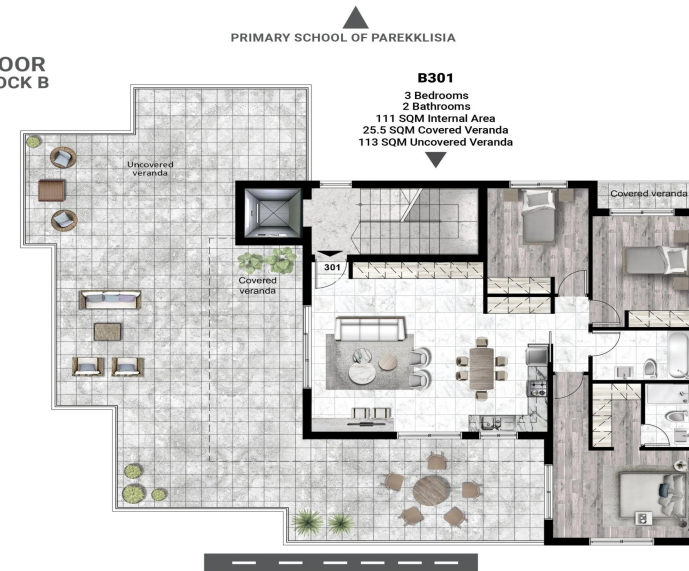 PRIMARY SCHOOL OF PAREKKLISIA
OOR
OCK B
B301
3 Bedrooms
2 Bathrooms
111 SQM Internal Area
25.5 SQM Covered Veranda
113 SQM Uncovered Veranda
Uncovered
veranda
Covered veranda
301
Covered
veranda